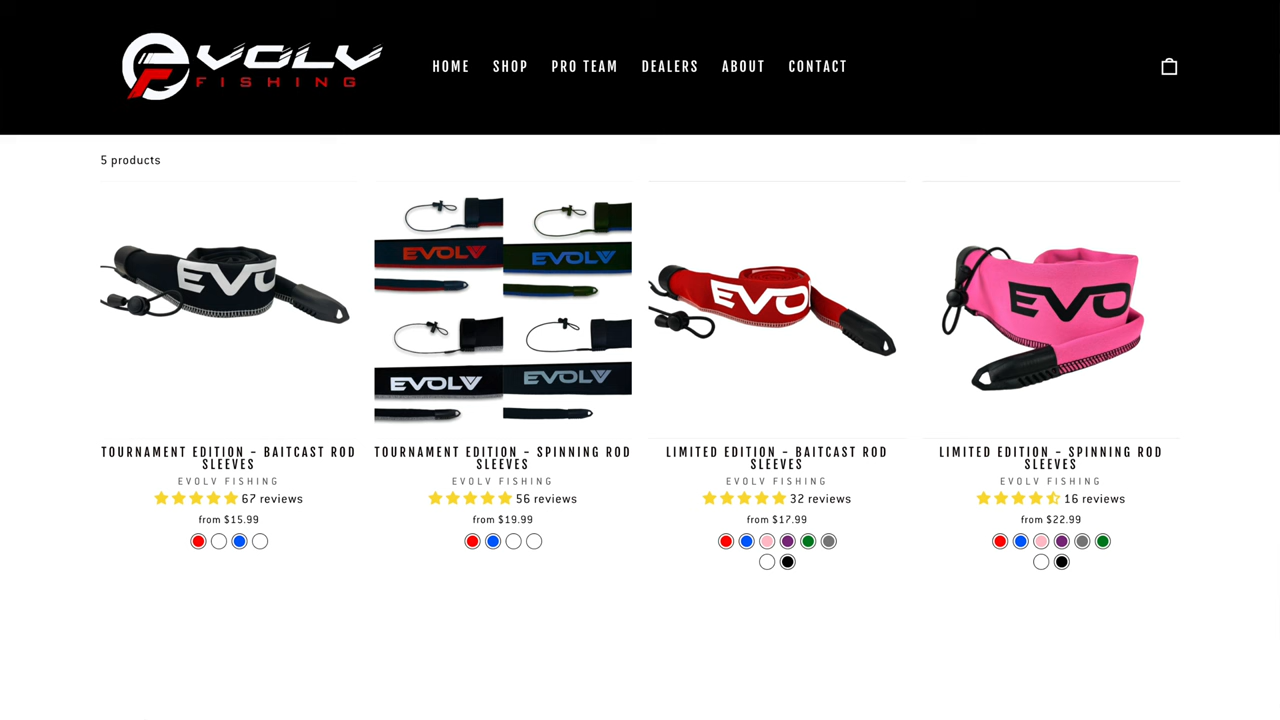 EVOLV
FISHING
HOME SHOP PRO TEAM DEALERS ABOUT CONTACT
5 products
EVO
EVOLV
EVOLV
EVOLV
EVOLV
EVO
EVO
TOURNAMENT EDITION - BAITCAST ROD
SLEEVES
EVOLV FISHING
67 reviews
from $15.99
TOURNAMENT EDITION - SPINNING ROD
SLEEVES
EVOLV FISHING
56 reviews
from $19.99
LIMITED EDITION - BAITCAST ROD
SLEEVES
EVOLV FISHING
32 reviews
from $17.99
LIMITED EDITION - SPINNING ROD
SLEEVES
EVOLV FISHING
16 reviews
from $22.99